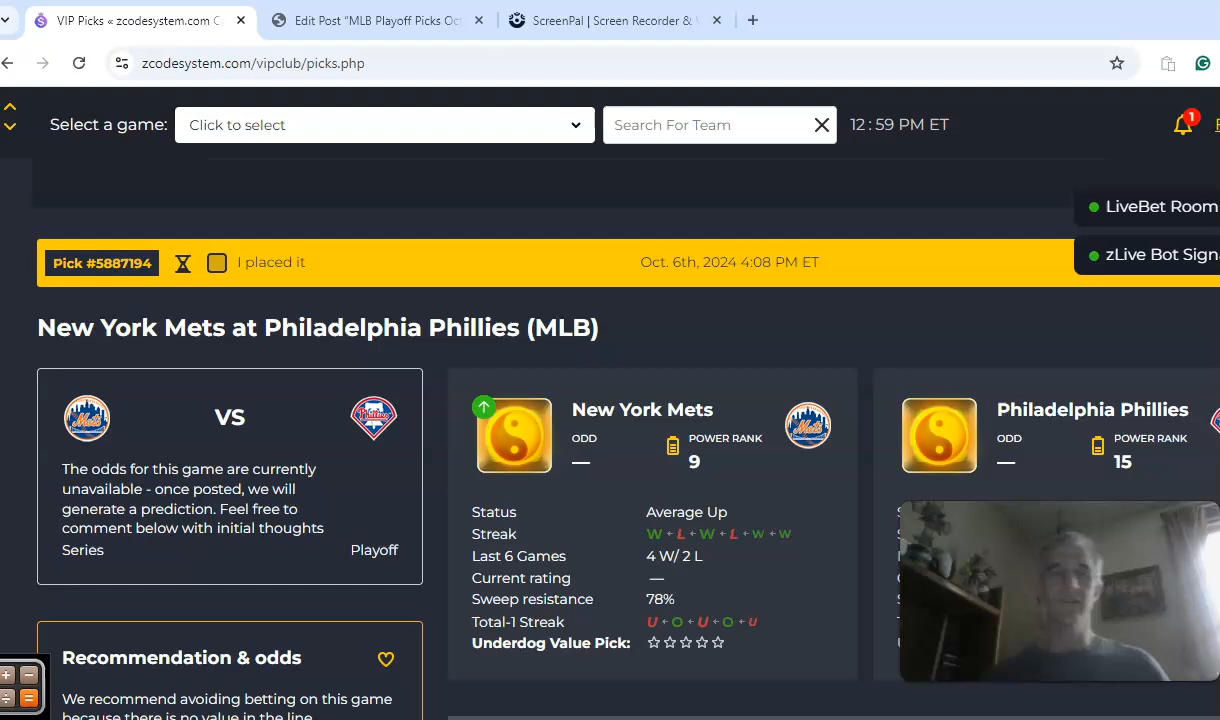 VIP Picks « zcodesystem.com
Edit Post "MLB Playoff Picks Oct
ScreenPal | Screen Recorder &
zcodesystem.com/vipclub/picks.php
Select a game:
Click to select
Search For Team
12 : 59 PM ET
1
LiveBet Room
zLive Bot Signa
Pick #5887194
I placed it
Oct. 6th, 2024 4:08 PM ET
New York Mets at Philadelphia Phillies (MLB)
Mets
VS
Phillies
The odds for this game are currently
unavailable - once posted, we will
generate a prediction. Feel free to
comment below with initial thoughts
Series
Playoff
New York Mets
ODD
—
POWER RANK
9
Mets
Status
Average Up
Streak
W ← L ← W ← L ← W ← W
Last 6 Games
4 W/ 2 L
Current rating
—
Sweep resistance
78%
Total-1 Streak
U ← O ← U ← O ← U
Underdog Value Pick:
Philadelphia Phillies
ODD
—
POWER RANK
15
Recommendation & odds
We recommend avoiding betting on this game
because there is no value in the line.